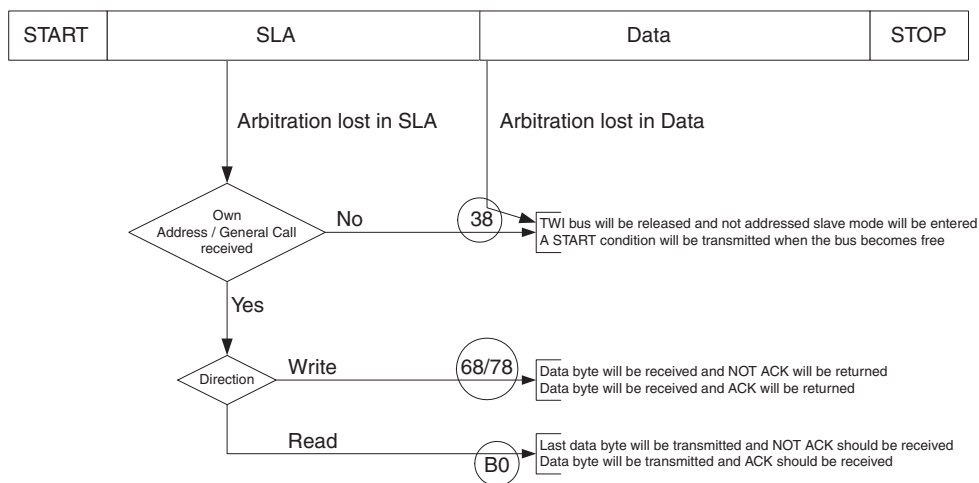 START SLA Data STOP
Arbitration lost in SLA Arbitration lost in Data
Own
Address / General Call
received
No 38 TWI bus will be released and not addressed slave mode will be entered
A START condition will be transmitted when the bus becomes free
Yes
Direction
Write 68/78 Data byte will be received and NOT ACK will be returned
Data byte will be received and ACK will be returned
Read B0 Last data byte will be transmitted and NOT ACK should be received
Data byte will be transmitted and ACK should be received